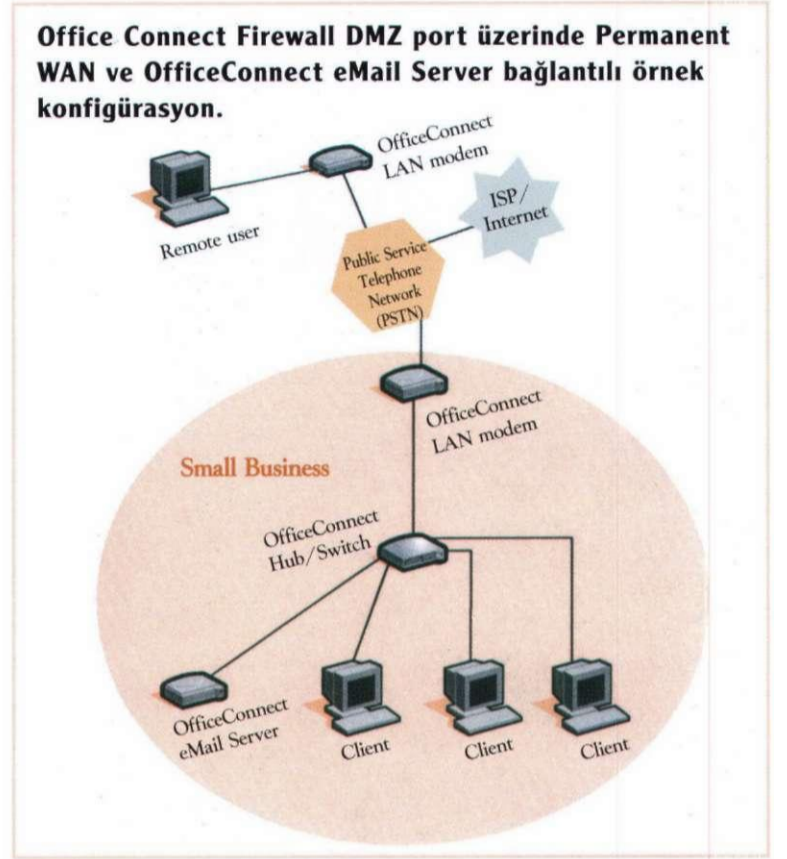 Office Connect Firewall DMZ port üzerinde Permanent
WAN ve OfficeConnect eMail Server bağlantılı örnek
konfigürasyon.
OfficeConnect
LAN modem
ISP/
Internet
Remote user
Public Service
Telephone
Network
(PSTN)
OfficeConnect
LAN modem
Small Business
OfficeConnect
Hub/Switch
OfficeConnect
eMail Server
Client
Client
Client